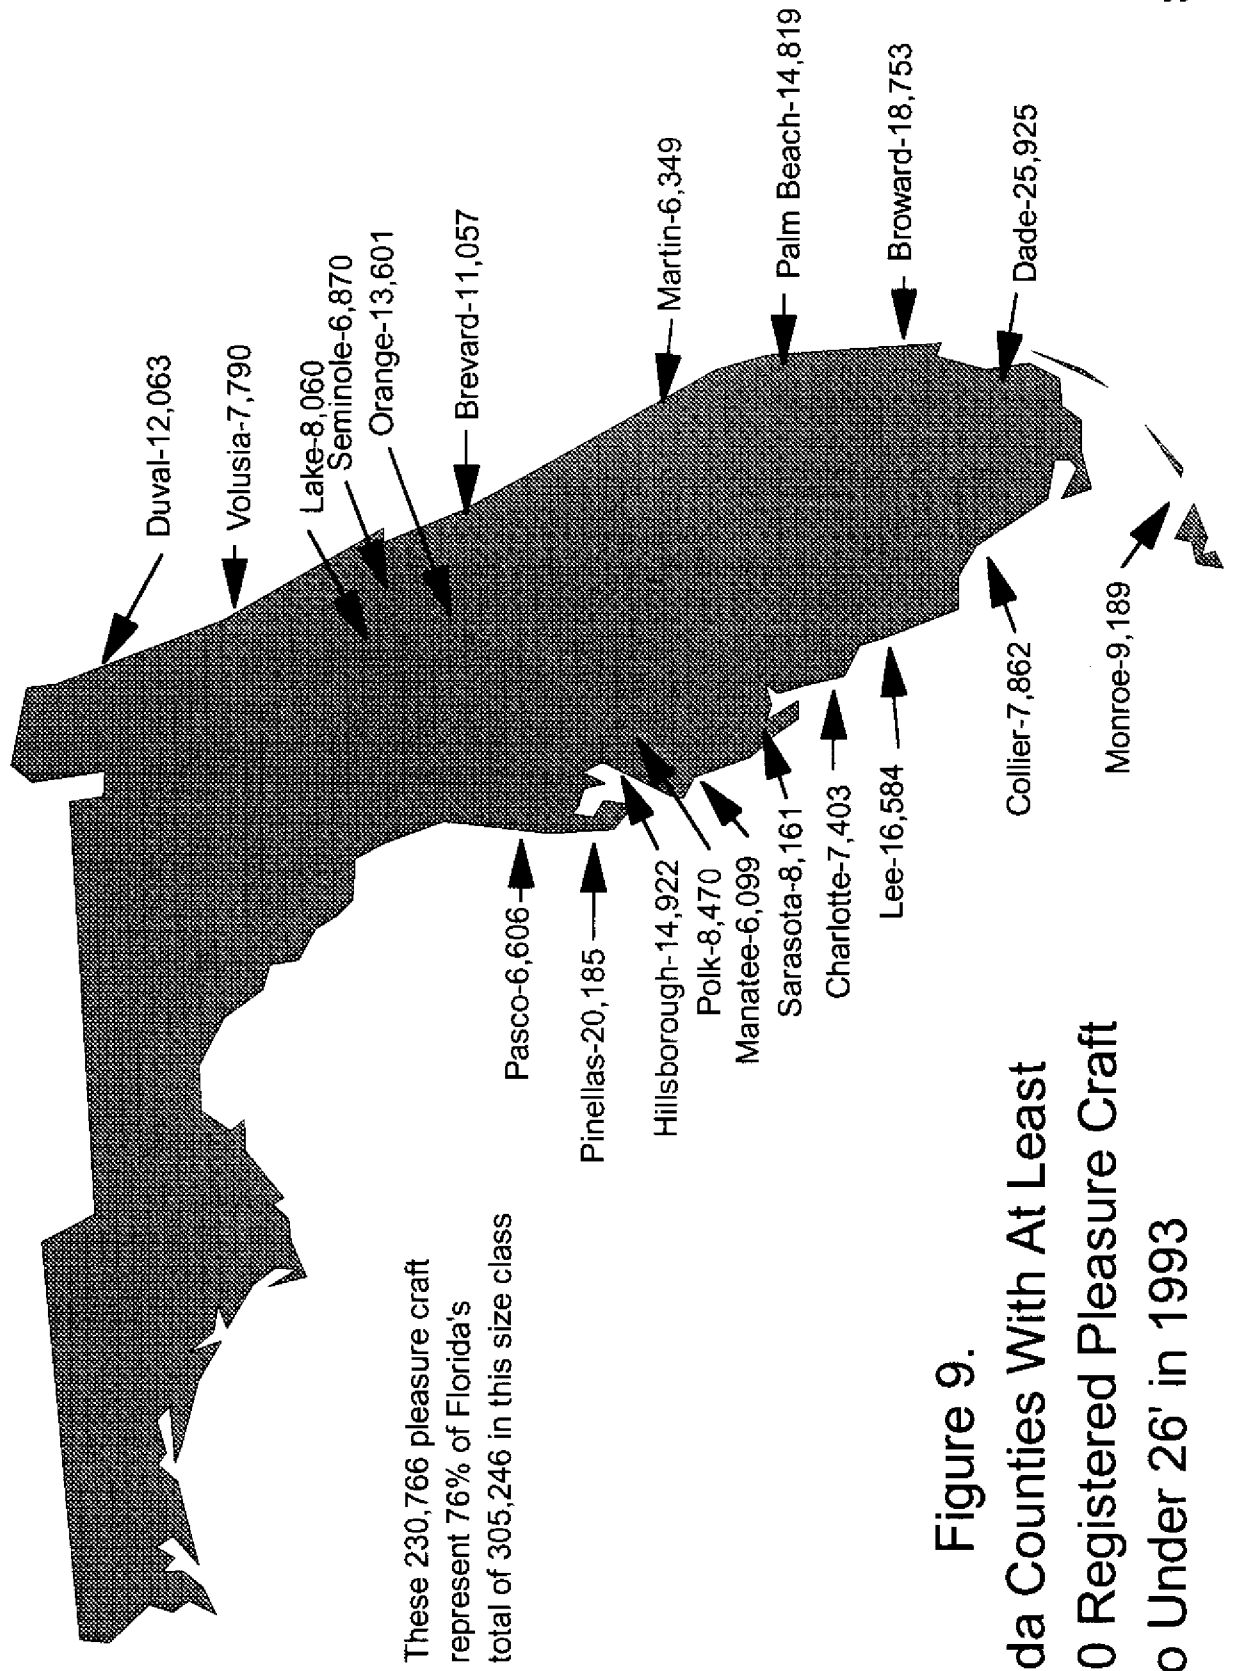 Duval-12,063
Volusia-7,790
Lake-8,060
Seminole-6,870
Orange-13,601
Brevard-11,057
Martin-6,349
Palm Beach-14,819
Broward-18,753
Dade-25,925
Pasco-6,606
Pinellas-20,185
Hillsborough-14,922
Polk-8,470
Manatee-6,099
Sarasota-8,161
Charlotte-7,403
Lee-16,584
Collier-7,862
Monroe-9,189
These 230,766 pleasure craft
represent 76% of Florida's
total of 305,246 in this size class
Figure 9.
da Counties With At Least
0 Registered Pleasure Craft
o Under 26' in 1993